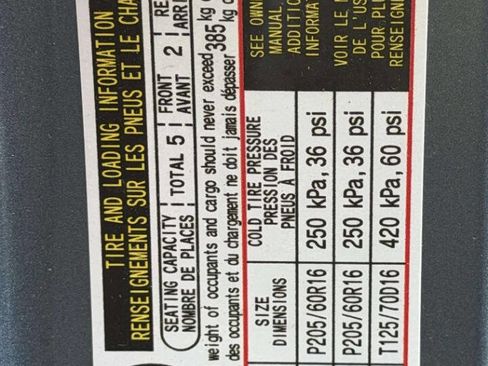 TIRE AND LOADING INFORMATION
RENSEIGNEMENTS SUR LES PNEUS ET LE CHA
SEATING CAPACITY TOTAL 5 FRONT 2 RE
NOMBRE DE PLACES AVANT ARRI
weight of occupants and cargo should never exceed 385 kg
des occupants et du chargement ne doit jamais dépasser kg
SIZE COLD TIRE PRESSURE SEE OWN
DIMENSIONS PRESSION DES MANUAL
PNEUS À FROID ADDITIO
P205/60R16 250 kPa, 36 psi INFORMA
P205/60R16 250 kPa, 36 psi VOIR LE M
DE L'US
T125/70D16 420 kPa, 60 psi POUR PLU
RENSEIGN